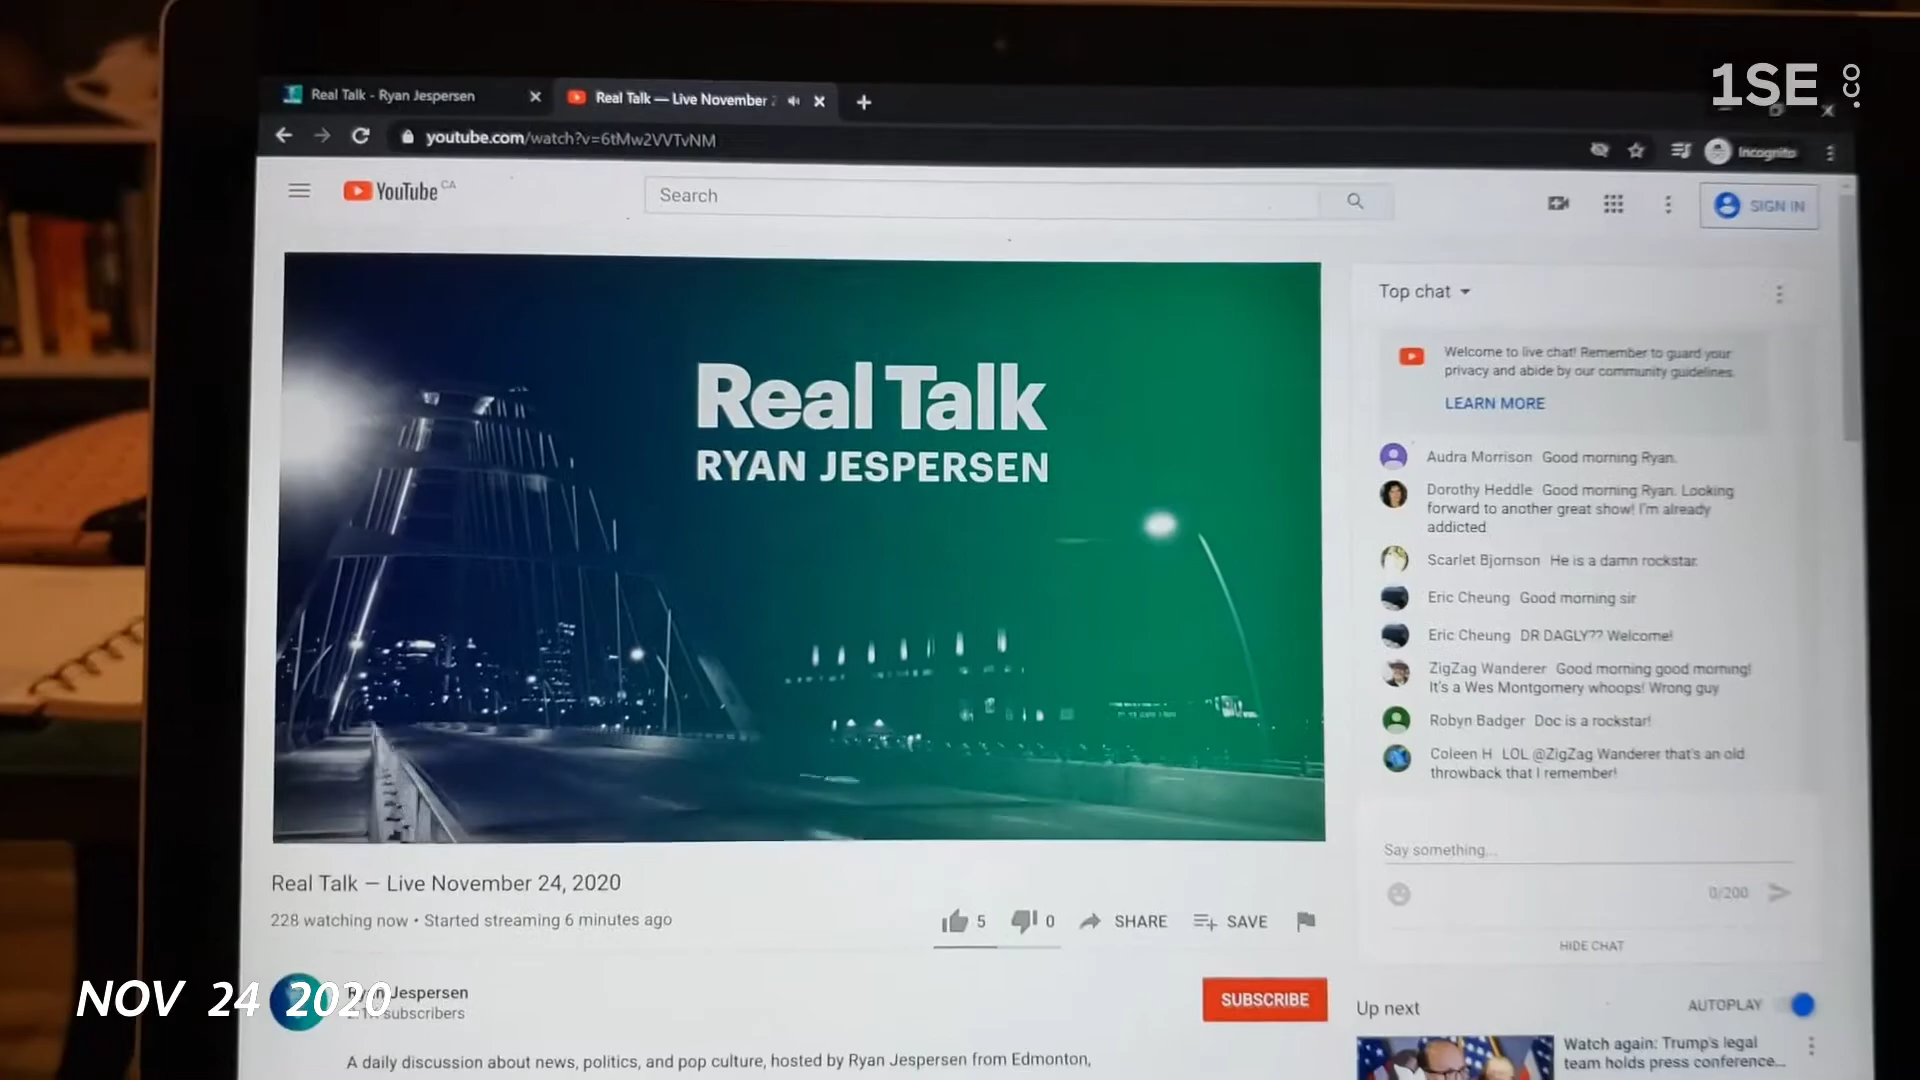 1SE.co
Real Talk - Ryan Jespersen
Real Talk — Live November 2
youtube.com/watch?v=6tMw2VVTvNM
Incognito
YouTube CA
Search
SIGN IN
Real Talk
RYAN JESPERSEN
Top chat
Welcome to live chat! Remember to guard your
privacy and abide by our community guidelines.
LEARN MORE
Audra Morrison Good morning Ryan.
Dorothy Heddle Good morning Ryan. Looking
forward to another great show! I'm already
addicted
Scarlet Bjornson He is a damn rockstar.
Eric Cheung Good morning sir
Eric Cheung DR DAGLY?? Welcome!
ZigZag Wanderer Good morning good morning!
It's a Wes Montgomery whoops! Wrong guy
Robyn Badger Doc is a rockstar!
Coleen H LOL @ZigZag Wanderer that's an old
throwback that I remember!
Say something...
0/200
HIDE CHAT
Real Talk — Live November 24, 2020
228 watching now • Started streaming 6 minutes ago
5
0
SHARE
SAVE
Ryan Jespersen
subscribers
SUBSCRIBE
NOV 24 2020
A daily discussion about news, politics, and pop culture, hosted by Ryan Jespersen from Edmonton,
Up next
AUTOPLAY
Watch again: Trump's legal
team holds press conference...